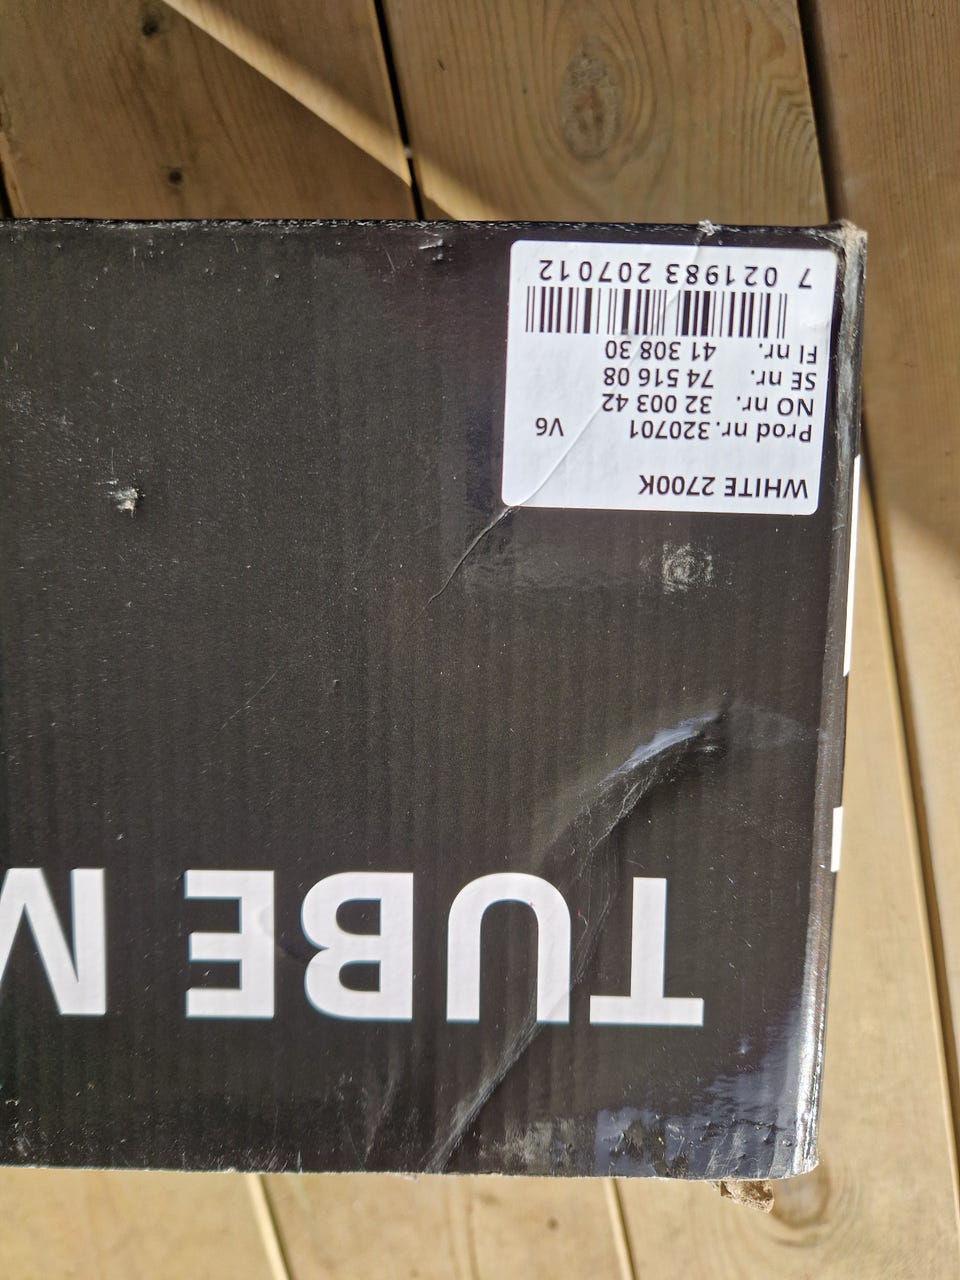 WHITE 2700K
Prod nr. 320701 V6
NO nr. 32 003 42
SE nr. 74 516 08
FI nr. 41 308 30
7 021983 207012
TUBE M